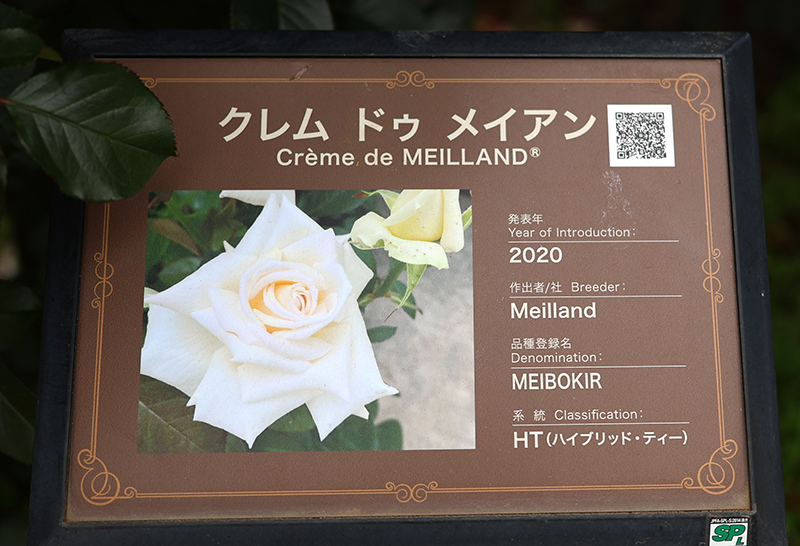 クレム ドゥ メイアン
Crème de MEILLAND®
発表年
Year of Introduction:
2020
作出者/社 Breeder:
Meilland
品種登録名
Denomination:
MEIBOKIR
系 統 Classification:
HT(ハイブリッド・ティー)
SP
L